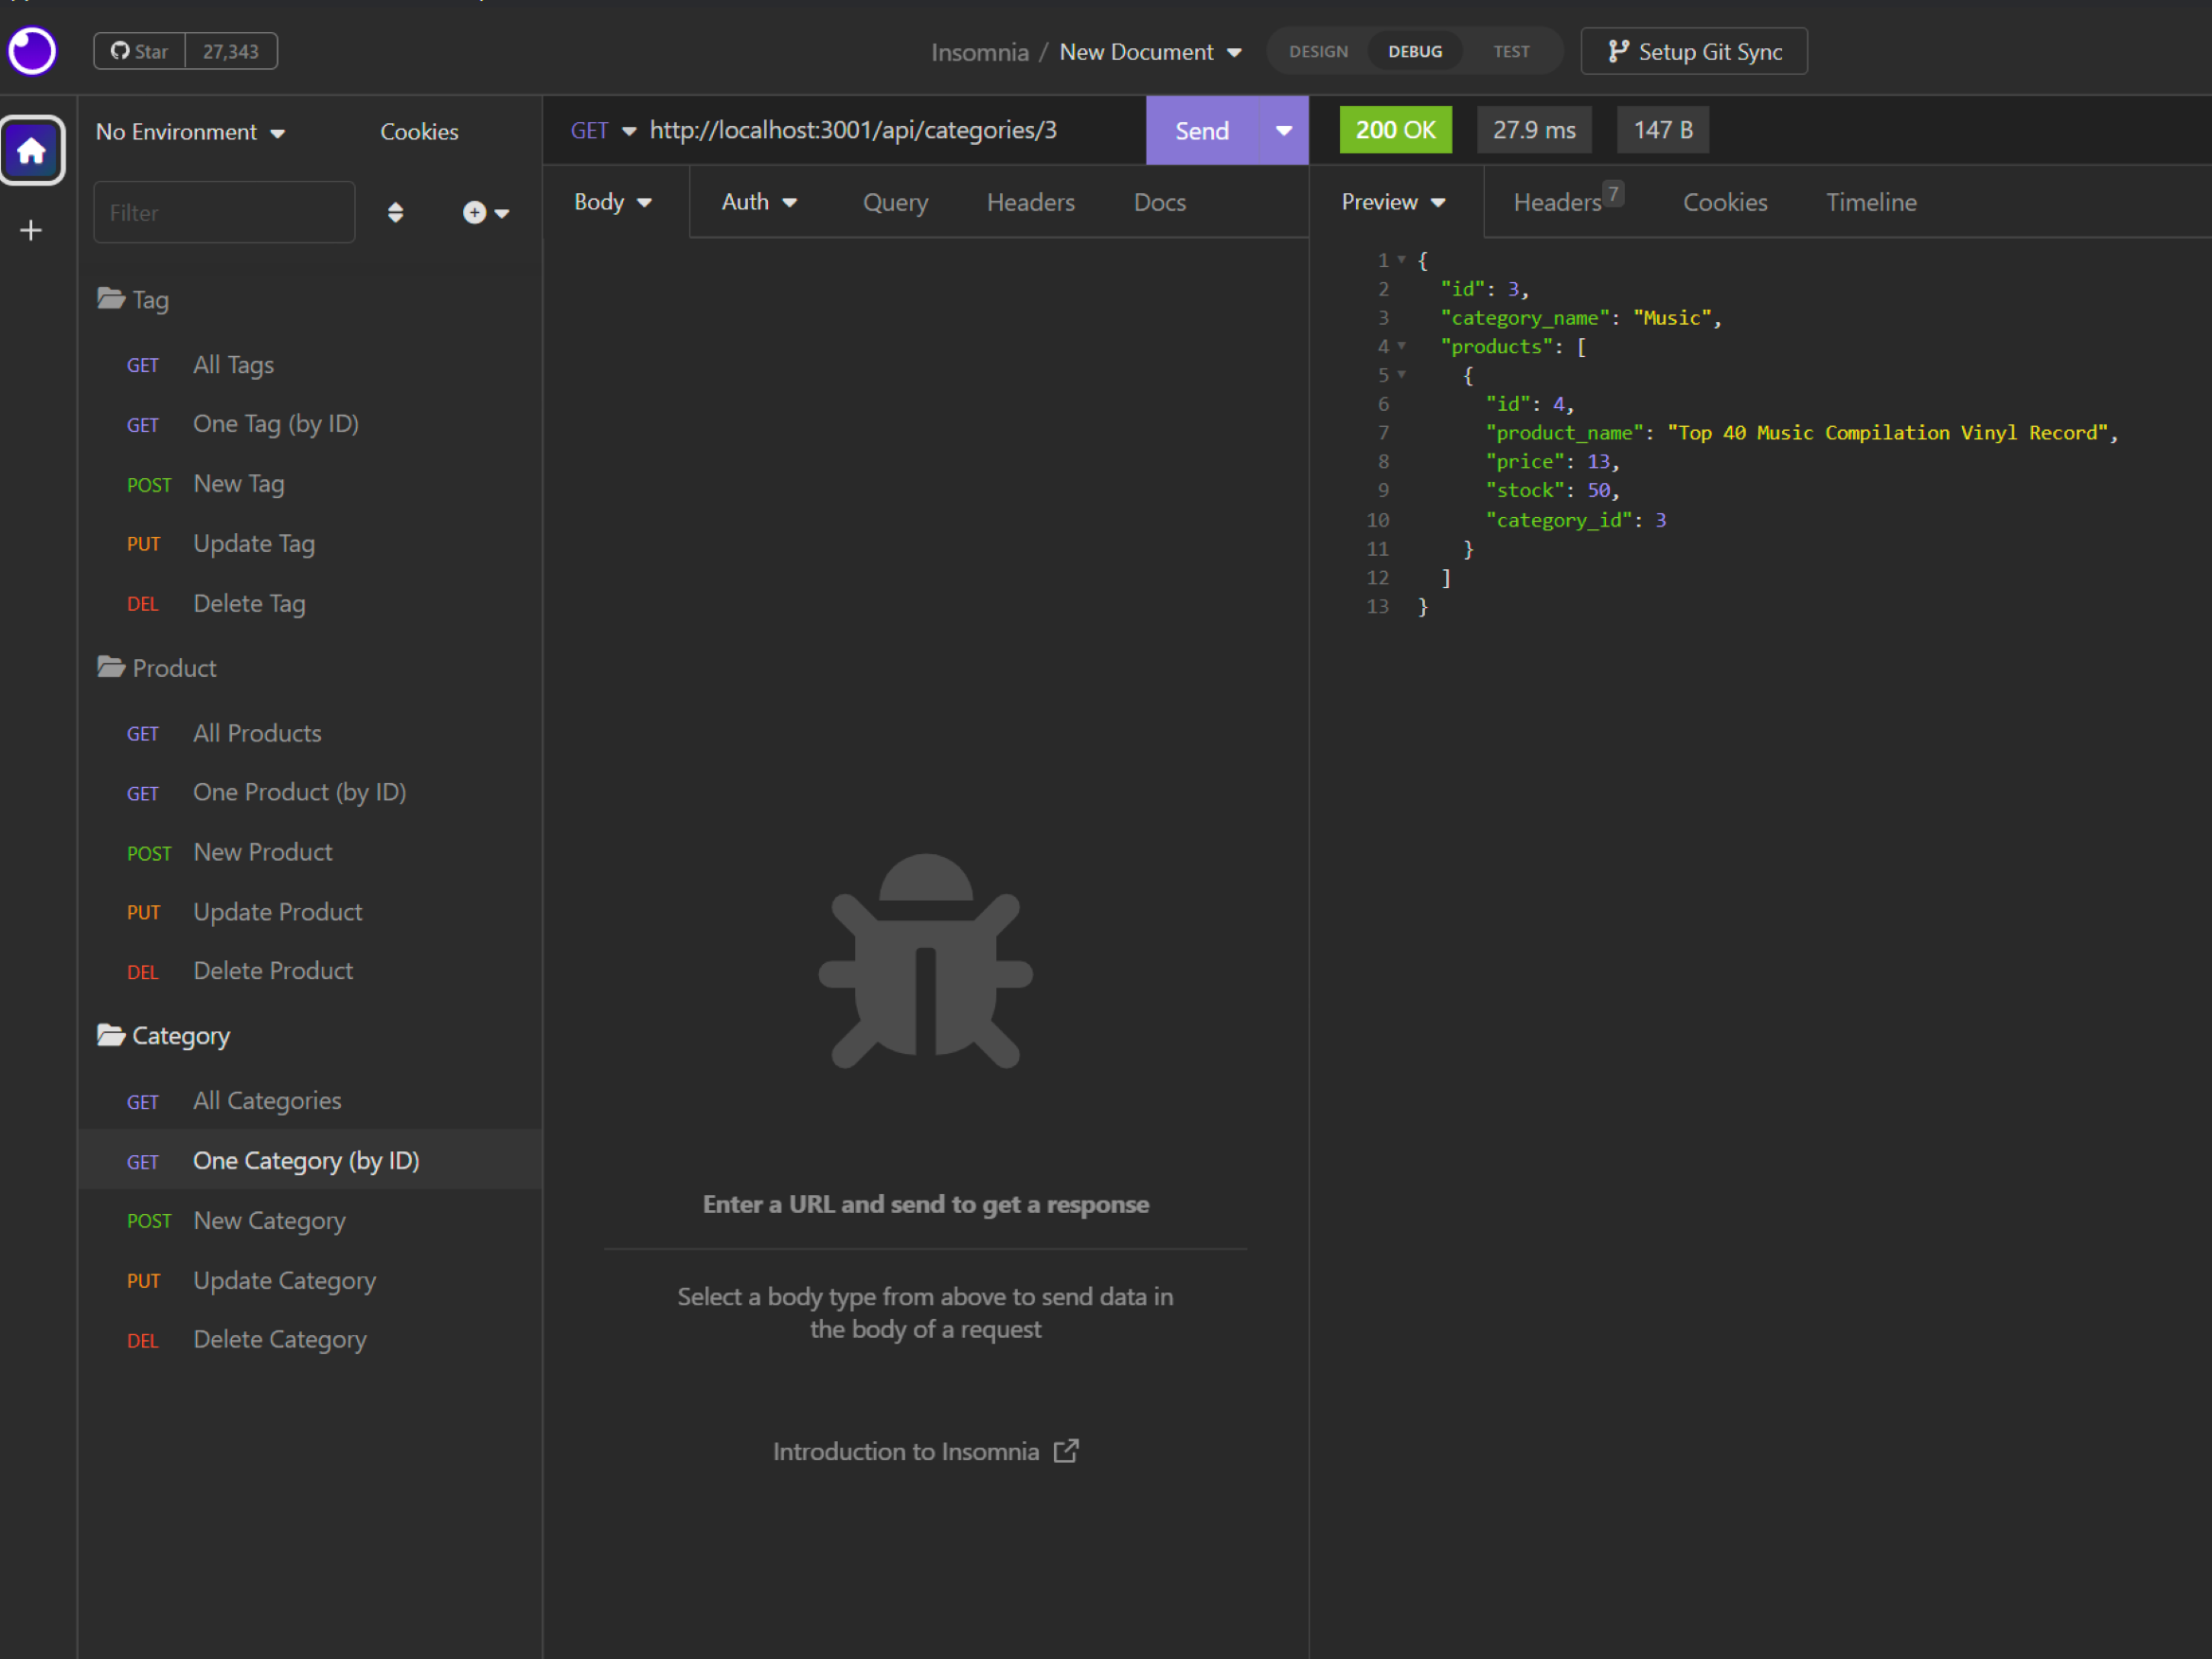 Star 27,343
Insomnia / New Document
DESIGN DEBUG TEST
Setup Git Sync
No Environment
Cookies
Filter
Tag
GET All Tags
GET One Tag (by ID)
POST New Tag
PUT Update Tag
DEL Delete Tag
Product
GET All Products
GET One Product (by ID)
POST New Product
PUT Update Product
DEL Delete Product
Category
GET All Categories
GET One Category (by ID)
POST New Category
PUT Update Category
DEL Delete Category
GET http://localhost:3001/api/categories/3
Send
Body Auth Query Headers Docs
Enter a URL and send to get a response
Select a body type from above to send data in
the body of a request
Introduction to Insomnia
200 OK 27.9 ms 147 B
Preview Headers 7 Cookies Timeline
1 {
2 "id": 3,
3 "category_name": "Music",
4 "products": [
5 {
6 "id": 4,
7 "product_name": "Top 40 Music Compilation Vinyl Record",
8 "price": 13,
9 "stock": 50,
10 "category_id": 3
11 }
12 ]
13 }